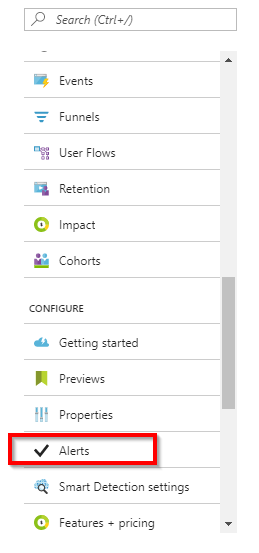 Search (Ctrl+/)
Events
Funnels
User Flows
Retention
Impact
Cohorts
CONFIGURE
Getting started
Previews
Properties
Alerts
Smart Detection settings
Features + pricing